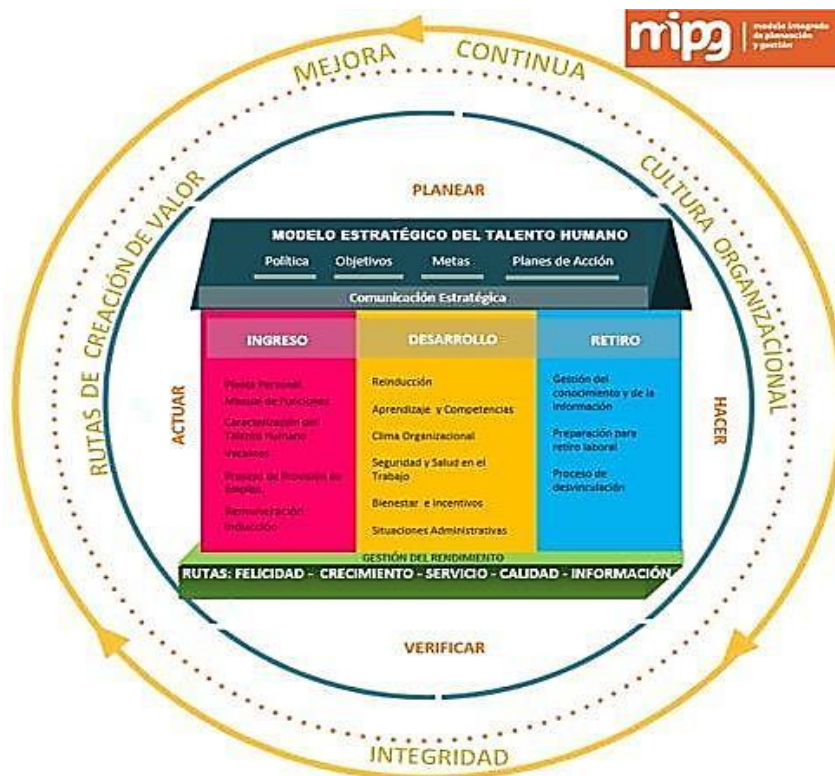 mipg
modelo integrado
de planeación
y gestión
MEJORA CONTINUA
RUTAS DE CREACIÓN DE VALOR
CULTURA ORGANIZACIONAL
PLANEAR
MODELO ESTRATÉGICO DEL TALENTO HUMANO
Política Objetivos Metas Planes de Acción
Comunicación Estratégica
INGRESO
Planta Personal
Manual de Funciones
Caracterización del
Talento Humano
Vacantes
Proceso de Provisión de
Empleo
Remuneración
Inducción
DESARROLLO
Reinducción
Aprendizaje y Competencias
Clima Organizacional
Seguridad y Salud en el
Trabajo
Bienestar e Incentivos
Situaciones Administrativas
RETIRO
Gestión del
conocimiento y de la
información
Preparación para
retiro laboral
Proceso de
desvinculación
ACTUAR
HACER
GESTIÓN DEL RENDIMIENTO
RUTAS: FELICIDAD - CRECIMIENTO - SERVICIO - CALIDAD - INFORMACIÓN
VERIFICAR
INTEGRIDAD